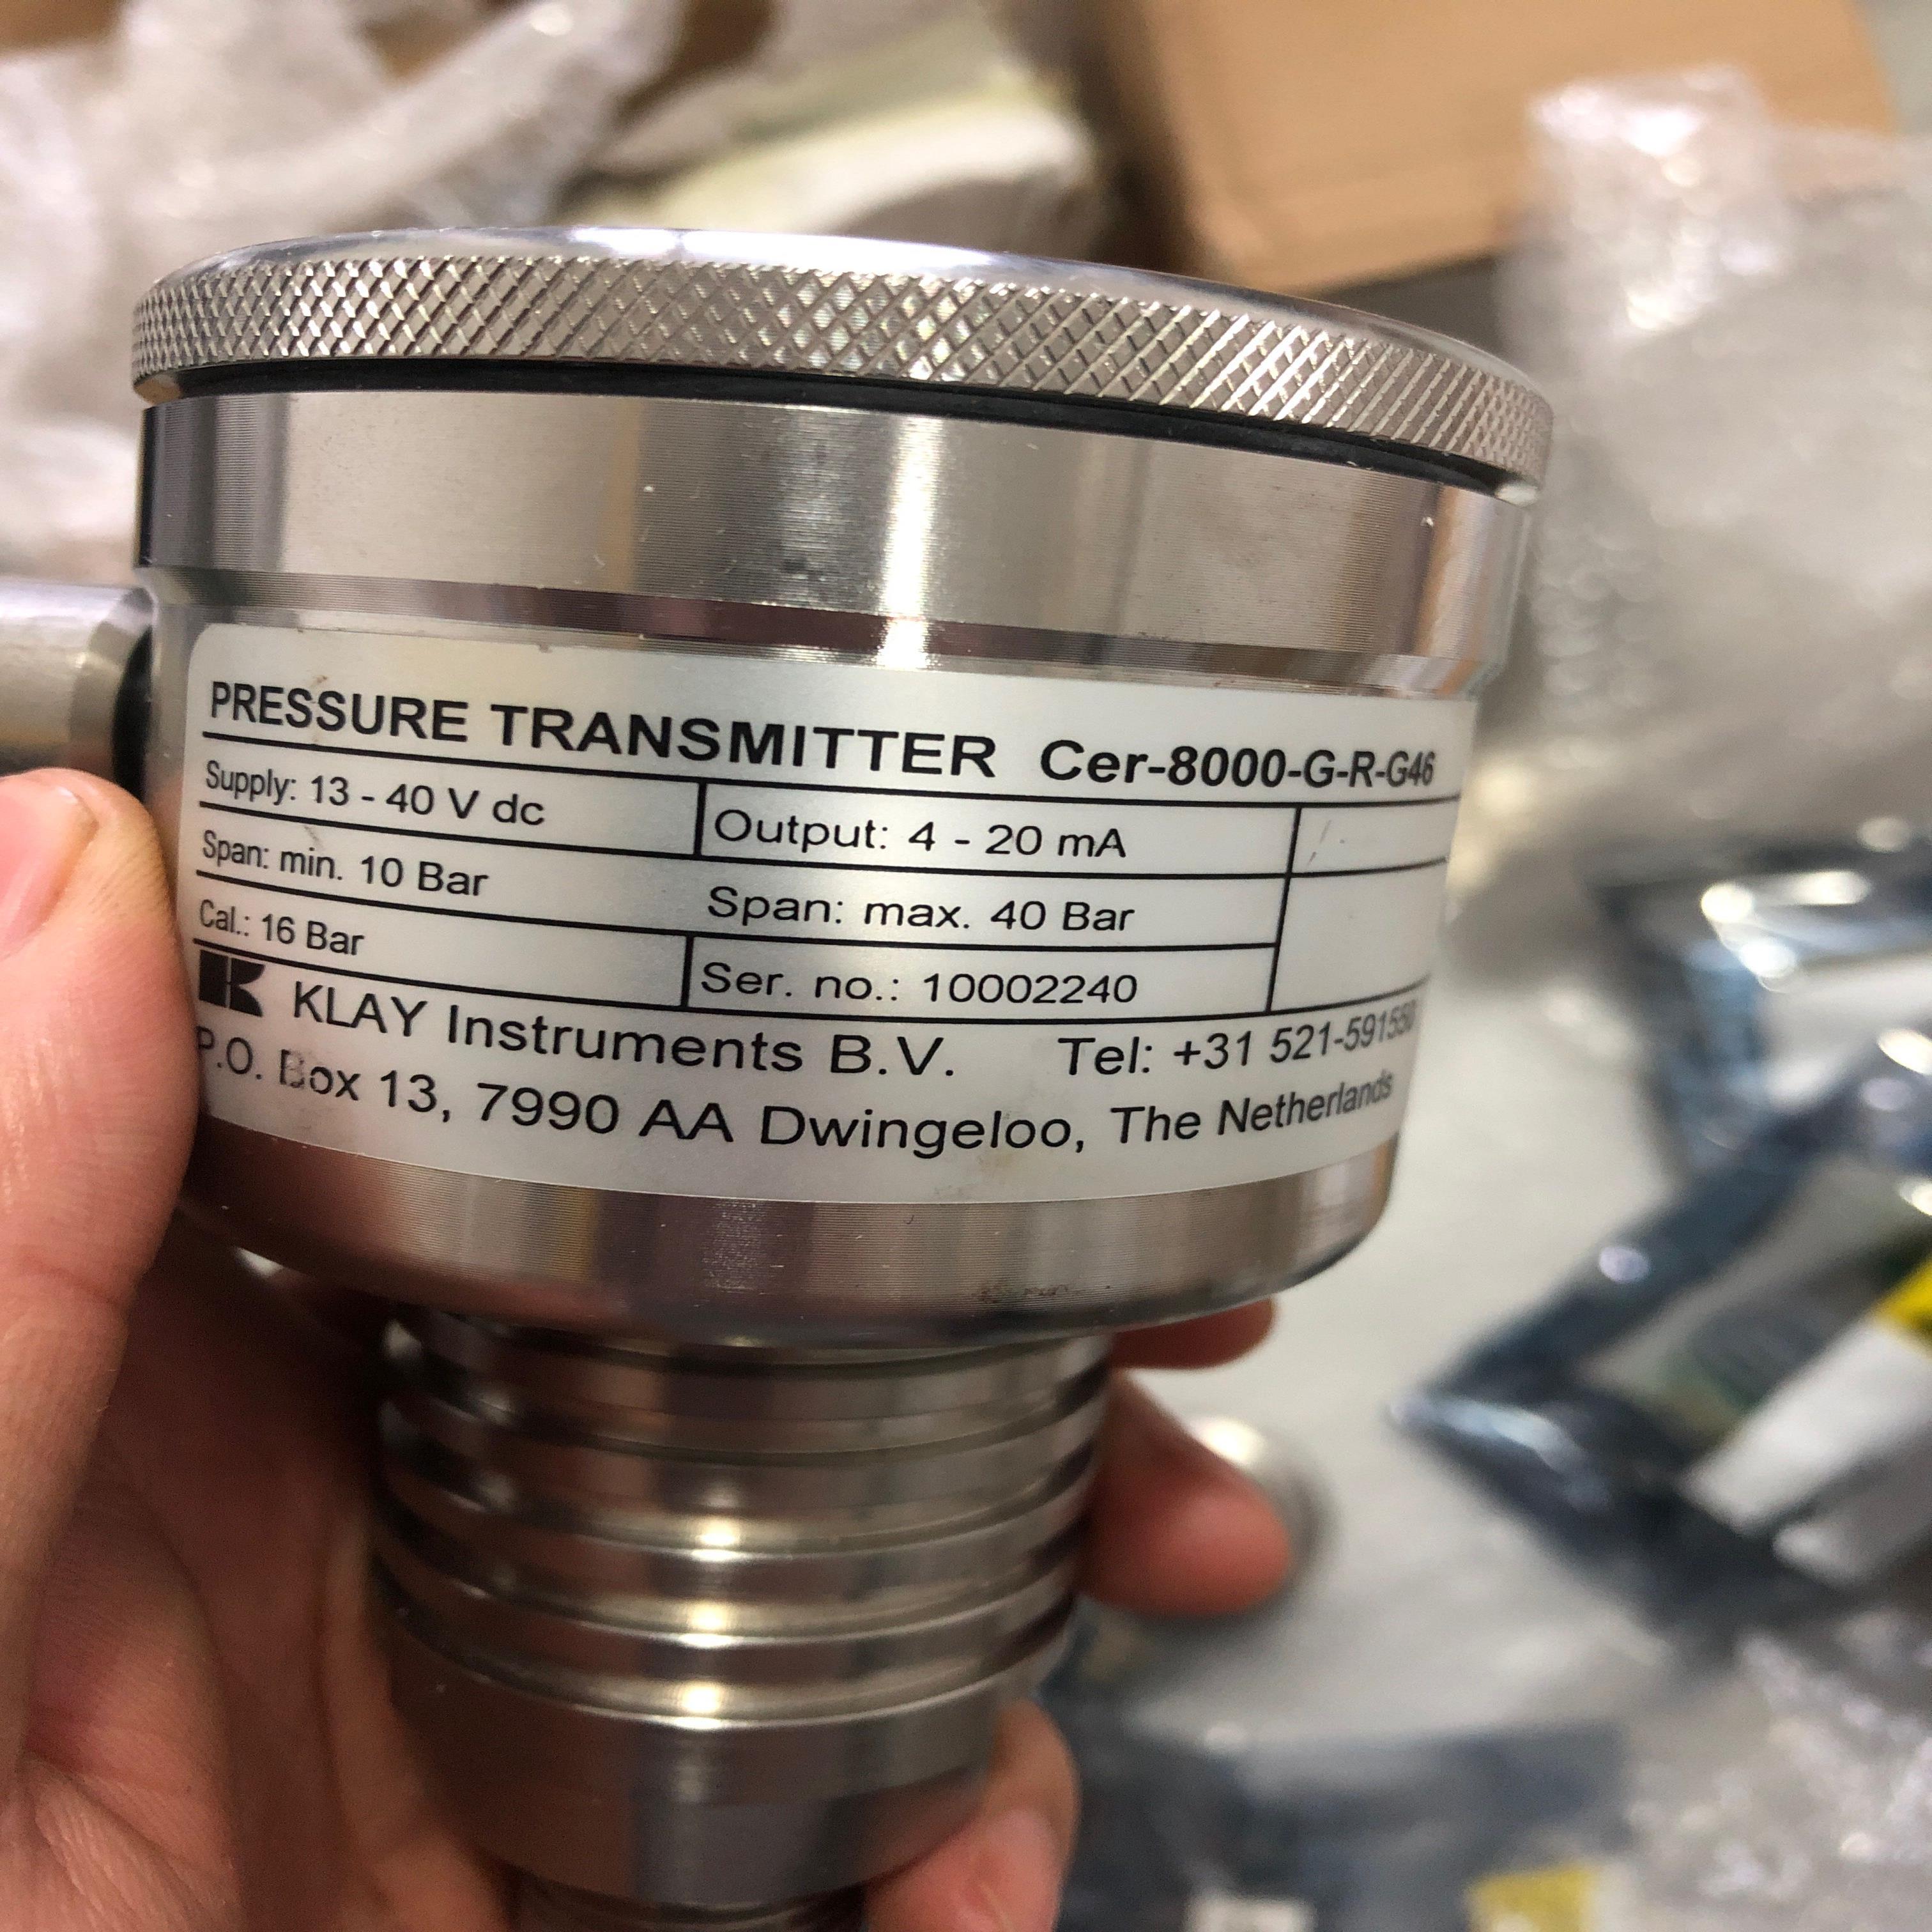 PRESSURE TRANSMITTER Cer-8000-G-R-G46
Supply: 13 - 40 V dc Output: 4 - 20 mA
Span: min. 10 Bar Span: max. 40 Bar
Cal.: 16 Bar Ser. no.: 10002240
KLAY Instruments B.V. Tel: +31 521-591550
P.O. Box 13, 7990 AA Dwingeloo, The Netherlands